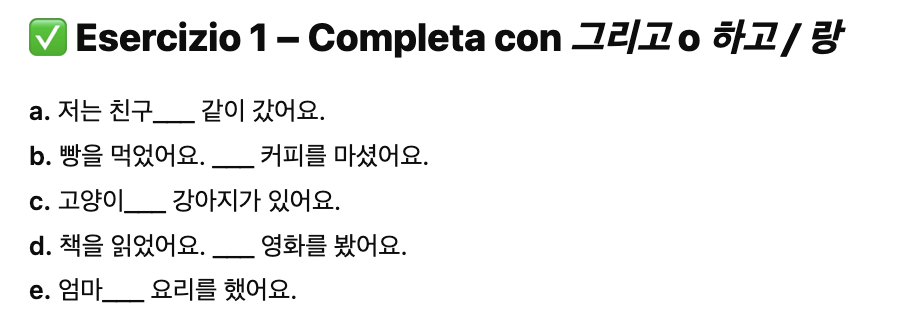 ✅ Esercizio 1 – Completa con 그리고 o 하고 / 랑
a. 저는 친구___ 같이 갔어요.
b. 빵을 먹었어요. ___ 커피를 마셨어요.
c. 고양이___ 강아지가 있어요.
d. 책을 읽었어요. ___ 영화를 봤어요.
e. 엄마___ 요리를 했어요.